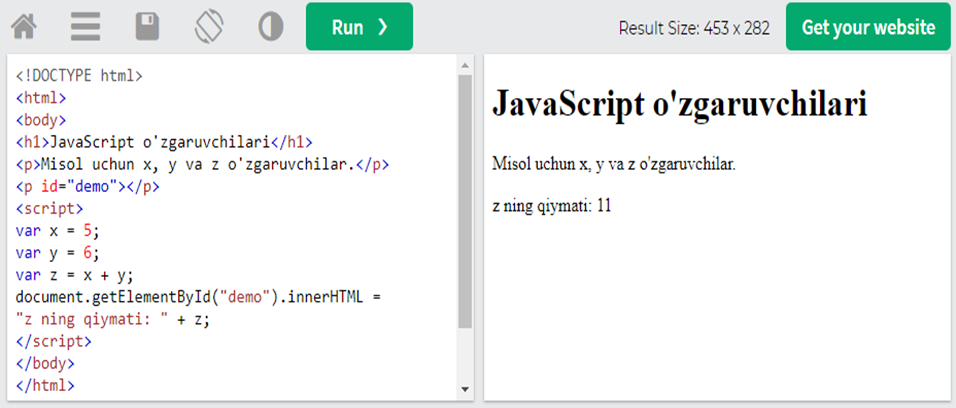 Run ❯
Result Size: 453 x 282
Get your website
<!DOCTYPE html>
<html>
<body>
<h1>JavaScript o'zgaruvchilari</h1>
<p>Misol uchun x, y va z o'zgaruvchilar.</p>
<p id="demo"></p>
<script>
var x = 5;
var y = 6;
var z = x + y;
document.getElementById("demo").innerHTML =
"z ning qiymati: " + z;
</script>
</body>
</html>
JavaScript o'zgaruvchilari
Misol uchun x, y va z o'zgaruvchilar.
z ning qiymati: 11